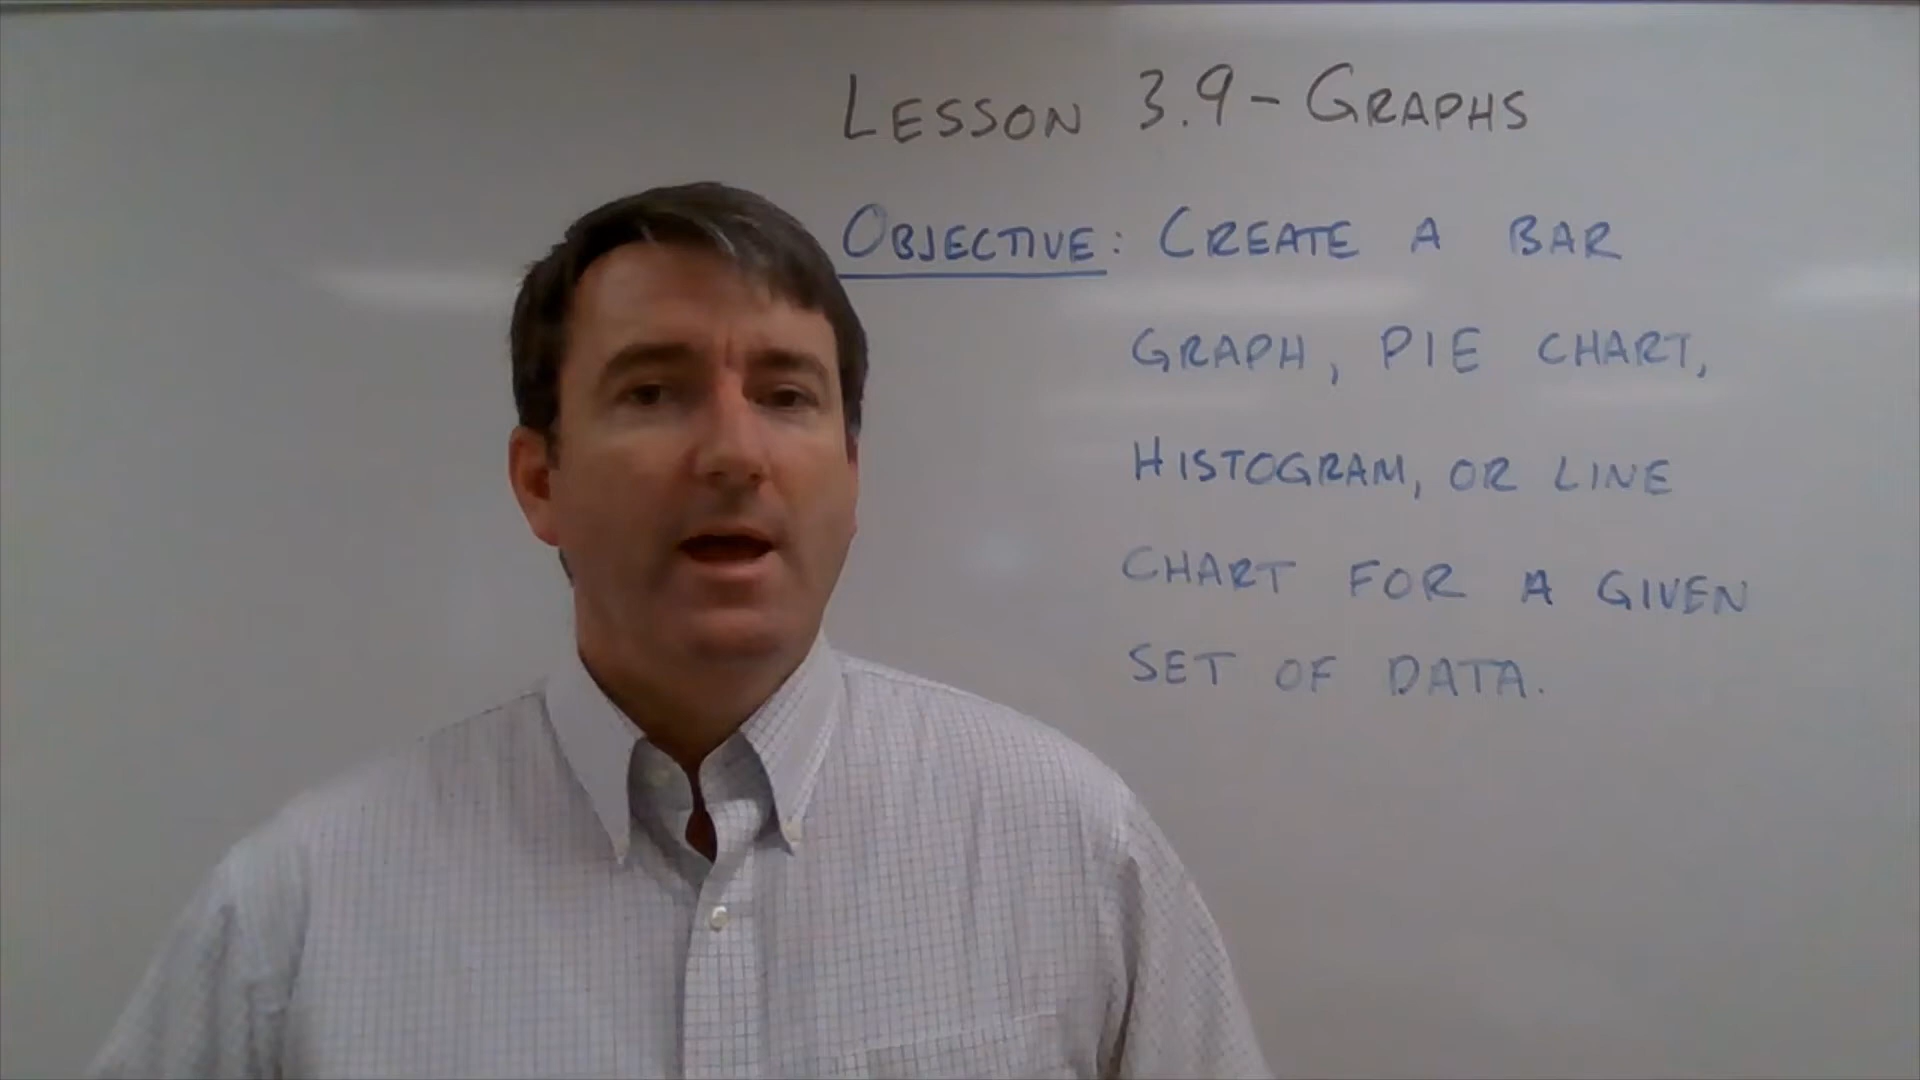 LESSON 3.9 - GRAPHS
OBJECTIVE: CREATE A BAR
GRAPH, PIE CHART,
HISTOGRAM, OR LINE
CHART FOR A GIVEN
SET OF DATA.